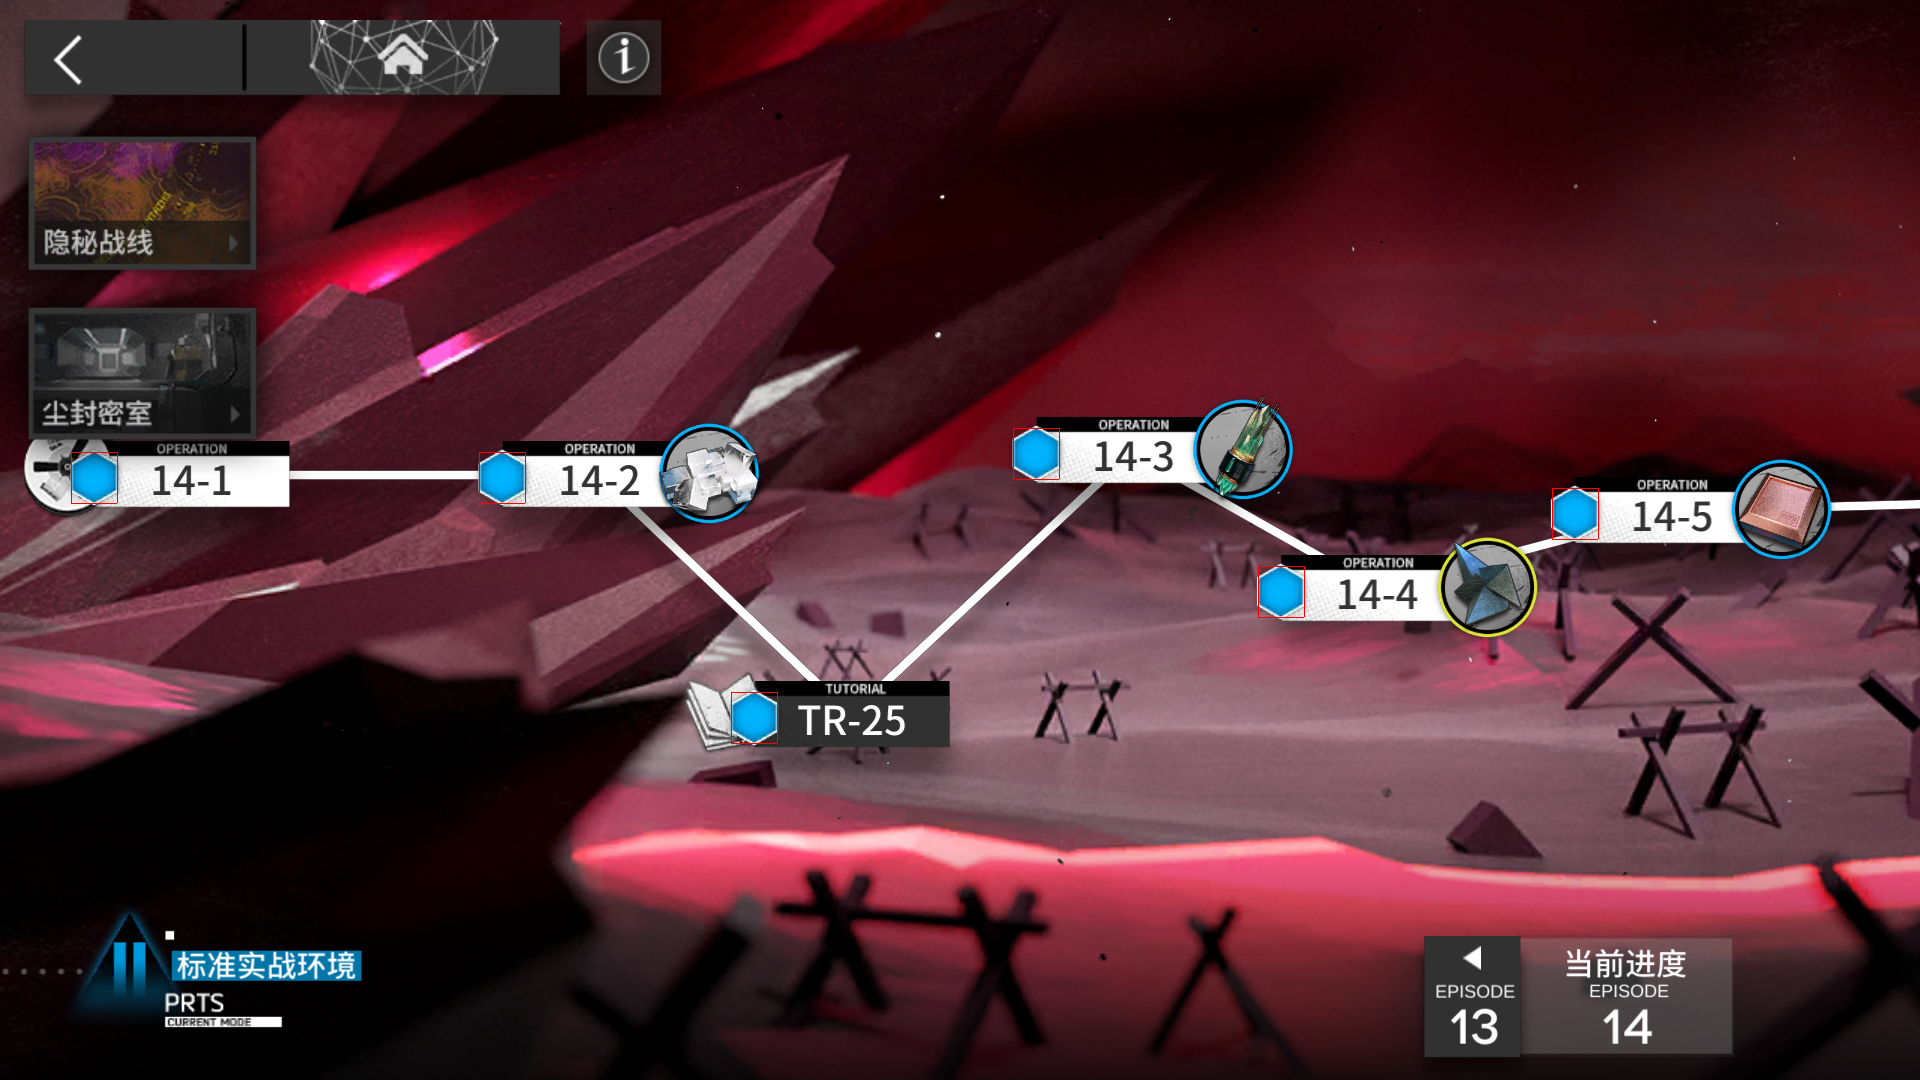 隐秘战线
尘封密室
OPERATION
14-1
OPERATION
14-2
OPERATION
14-3
OPERATION
14-4
OPERATION
14-5
TUTORIAL
TR-25
标准实战环境
PRTS
CURRENT MODE
EPISODE
13
当前进度
EPISODE
14